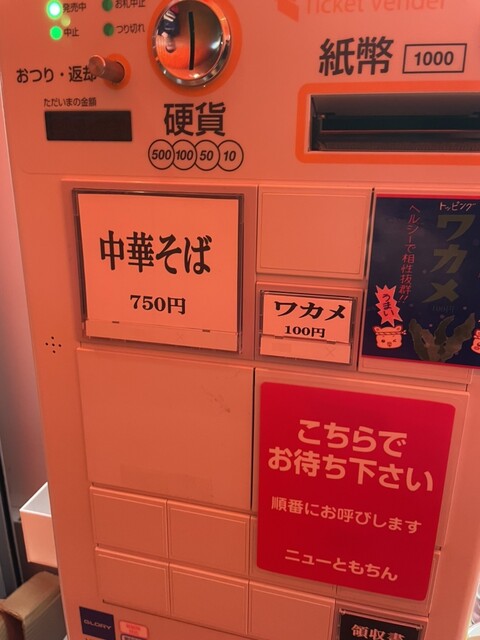 Ticket Vender
発売中
お札中止
中止
つり切れ
おつり・返却
ただいまの金額
硬貨
500 100 50 10
紙幣 1000
中華そば
750円
ワカメ
100円
トッピング
ワカメ
ヘルシーで相性抜群!!
うまい
こちらで
お待ち下さい
順番にお呼びします
ニューともちん
GLORY
領収書